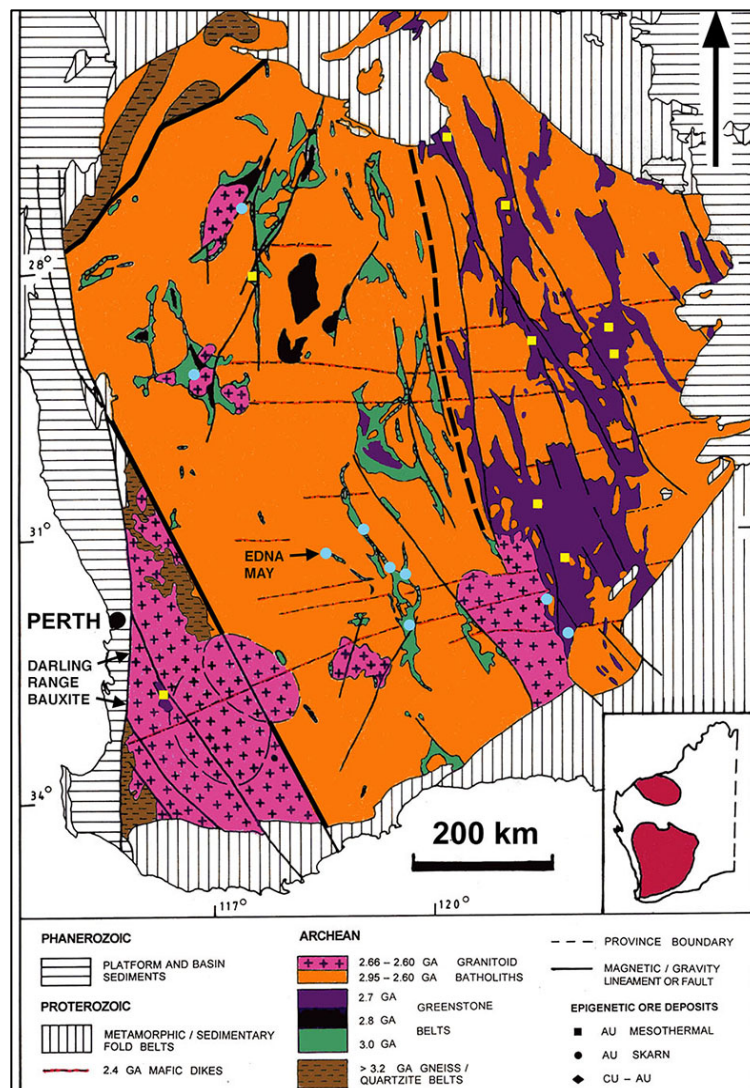 28°
31°
EDNA
MAY
PERTH
DARLING
RANGE
BAUXITE
34°
200 km
117°
120°
PHANEROZOIC
PLATFORM AND BASIN
SEDIMENTS
PROTEROZOIC
METAMORPHIC / SEDIMENTARY
FOLD BELTS
2.4 GA MAFIC DIKES
ARCHEAN
2.66 – 2.60 GA GRANITOID
2.95 – 2.60 GA BATHOLITHS
2.7 GA
GREENSTONE
2.8 GA
BELTS
3.0 GA
> 3.2 GA GNEISS /
QUARTZITE BELTS
PROVINCE BOUNDARY
MAGNETIC / GRAVITY
LINEAMENT OR FAULT
EPIGENETIC ORE DEPOSITS
AU MESOTHERMAL
AU SKARN
CU – AU